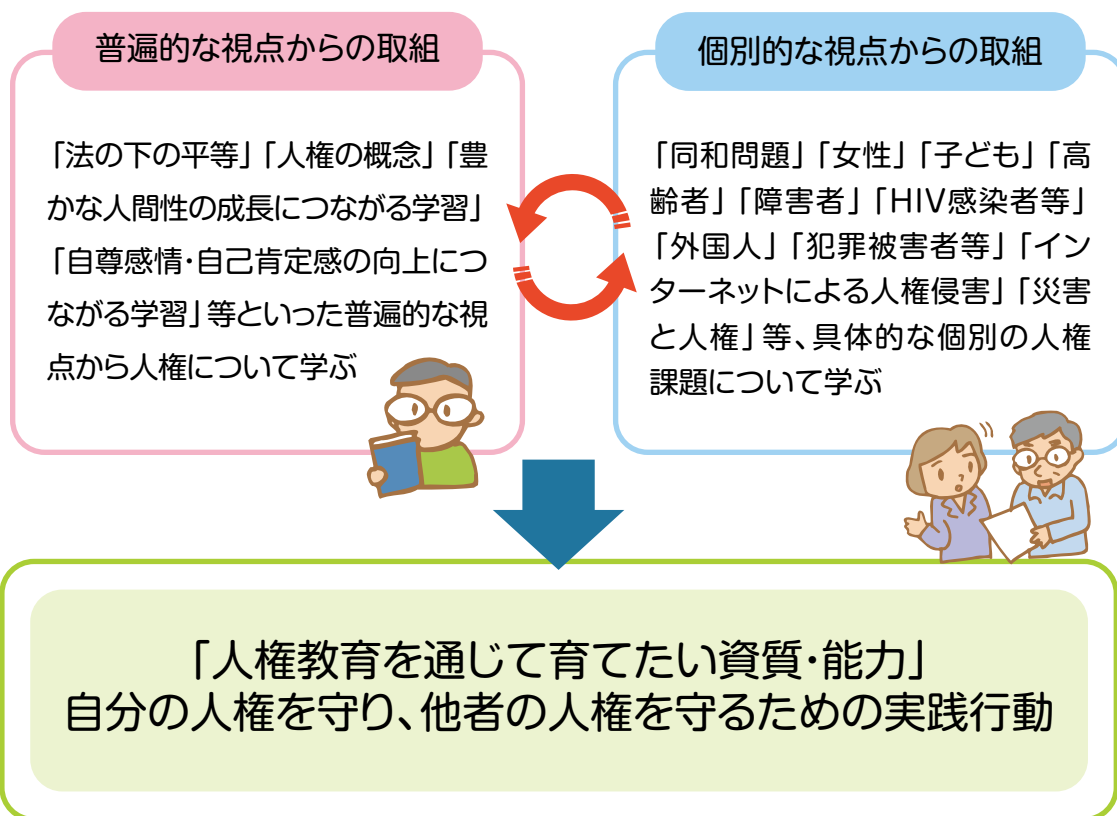 普遍的な視点からの取組
「法の下の平等」「人権の概念」「豊
かな人間性の成長につながる学習」
「自尊感情・自己肯定感の向上につ
ながる学習」等といった普遍的な視
点から人権について学ぶ
個別的な視点からの取組
「同和問題」「女性」「子ども」「高
齢者」「障害者」「HIV感染者等」
「外国人」「犯罪被害者等」「イン
ターネットによる人権侵害」「災害
と人権」等、具体的な個別の人権
課題について学ぶ
「人権教育を通じて育てたい資質・能力」
自分の人権を守り、他者の人権を守るための実践行動